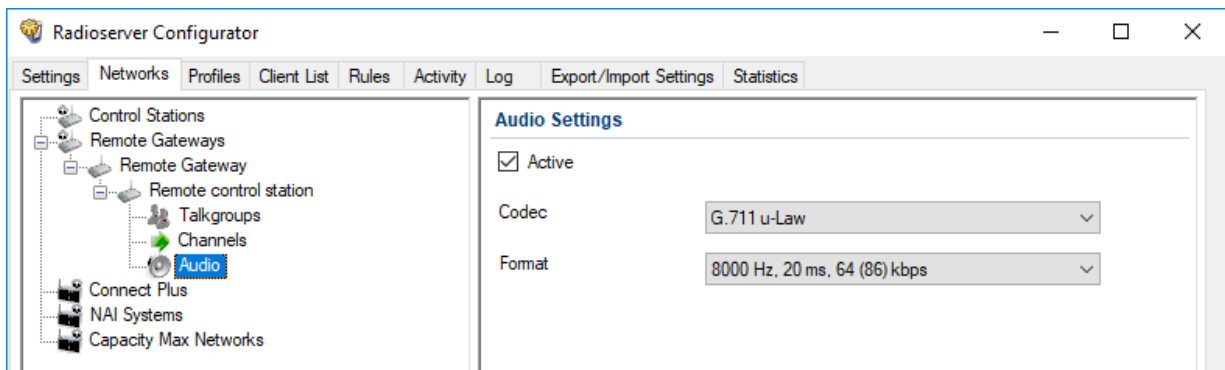 Radioserver Configurator
Settings Networks Profiles Client List Rules Activity Log Export/Import Settings Statistics
Control Stations
Remote Gateways
Remote Gateway
Remote control station
Talkgroups
Channels
Audio
Connect Plus
NAI Systems
Capacity Max Networks
Audio Settings
Active
Codec G.711 u-Law
Format 8000 Hz, 20 ms, 64 (86) kbps